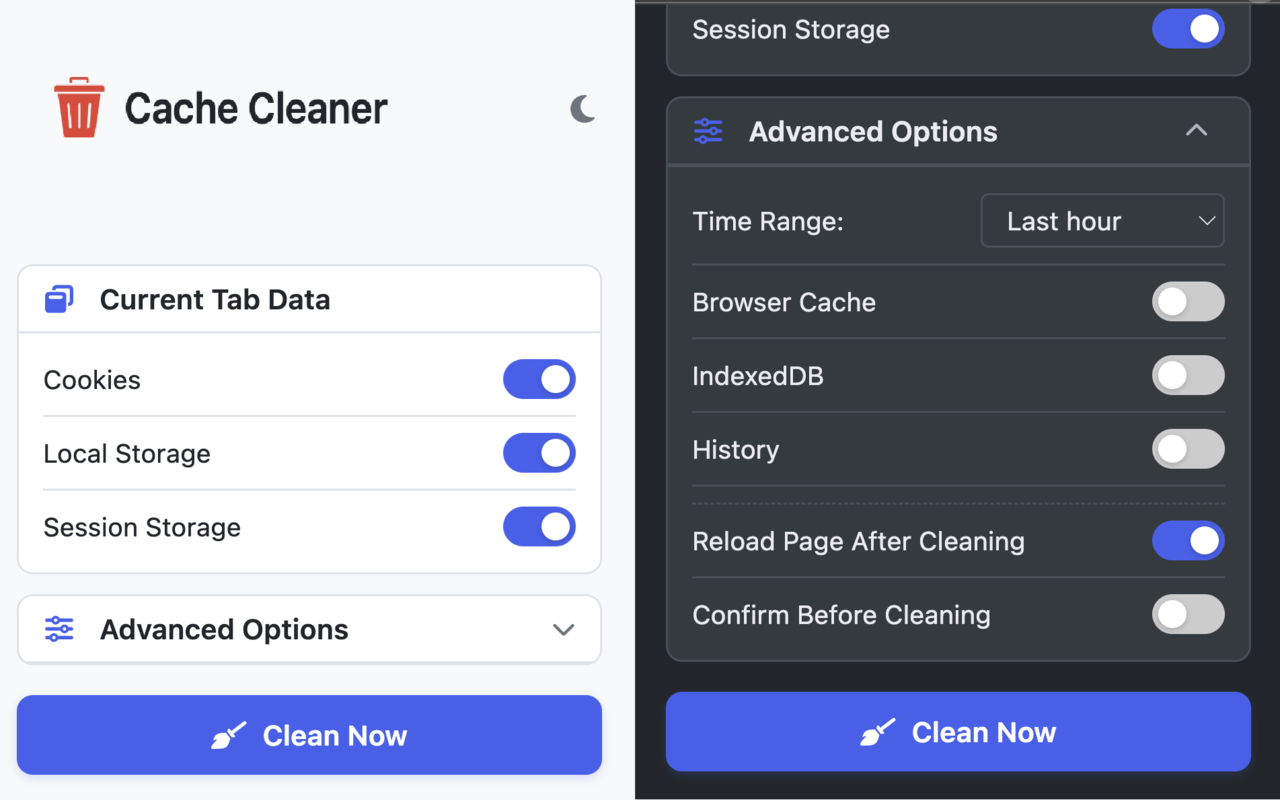 Cache Cleaner
Current Tab Data
Cookies
Local Storage
Session Storage
Advanced Options
Clean Now
Session Storage
Advanced Options
Time Range:
Last hour
Browser Cache
IndexedDB
History
Reload Page After Cleaning
Confirm Before Cleaning
Clean Now